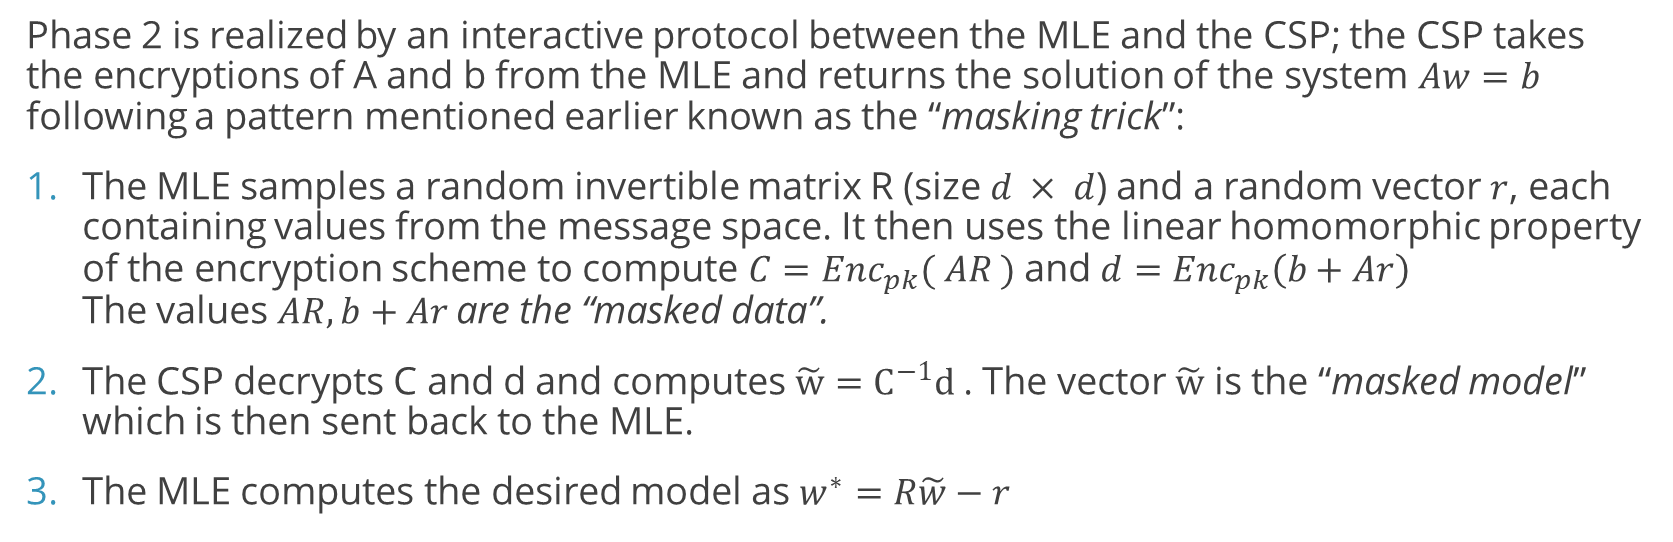 Phase 2 is realized by an interactive protocol between the MLE and the CSP; the CSP takes
the encryptions of A and b from the MLE and returns the solution of the system Aw = b
following a pattern mentioned earlier known as the “masking trick”:
1. The MLE samples a random invertible matrix R (size d × d) and a random vector r, each
containing values from the message space. It then uses the linear homomorphic property
of the encryption scheme to compute C = Encₚₖ( AR ) and d = Encₚₖ(b + Ar)
The values AR, b + Ar are the “masked data”.
2. The CSP decrypts C and d and computes w̃ = C⁻¹d . The vector w̃ is the “masked model”
which is then sent back to the MLE.
3. The MLE computes the desired model as w* = Rw̃ − r